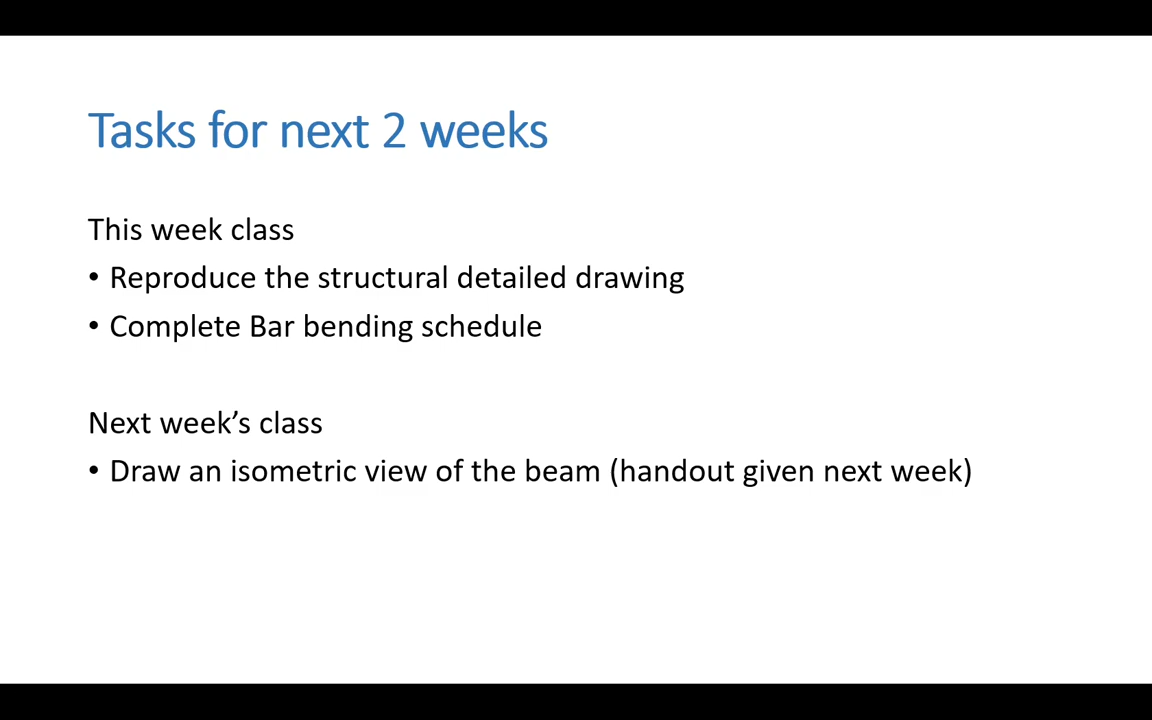 Tasks for next 2 weeks
This week class
• Reproduce the structural detailed drawing
• Complete Bar bending schedule
Next week’s class
• Draw an isometric view of the beam (handout given next week)